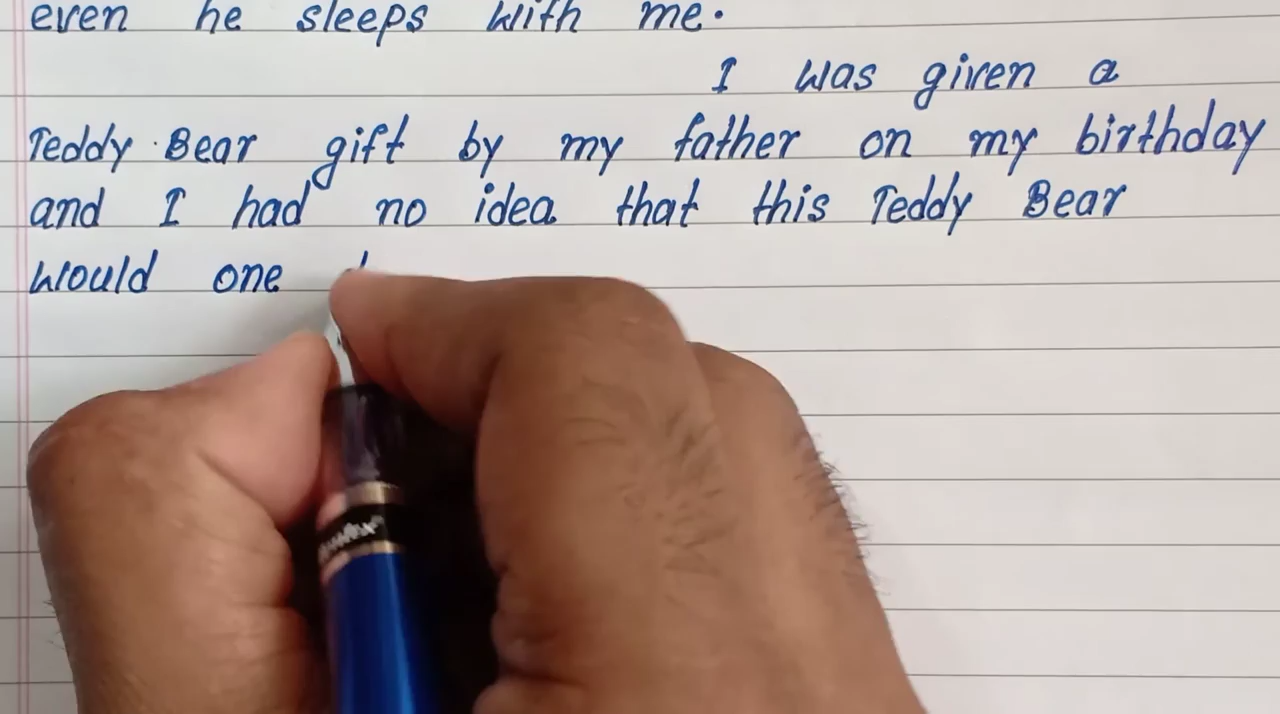 even he sleeps with me.
I was given a
Teddy Bear gift by my father on my birthday
and I had no idea that this Teddy Bear
would one